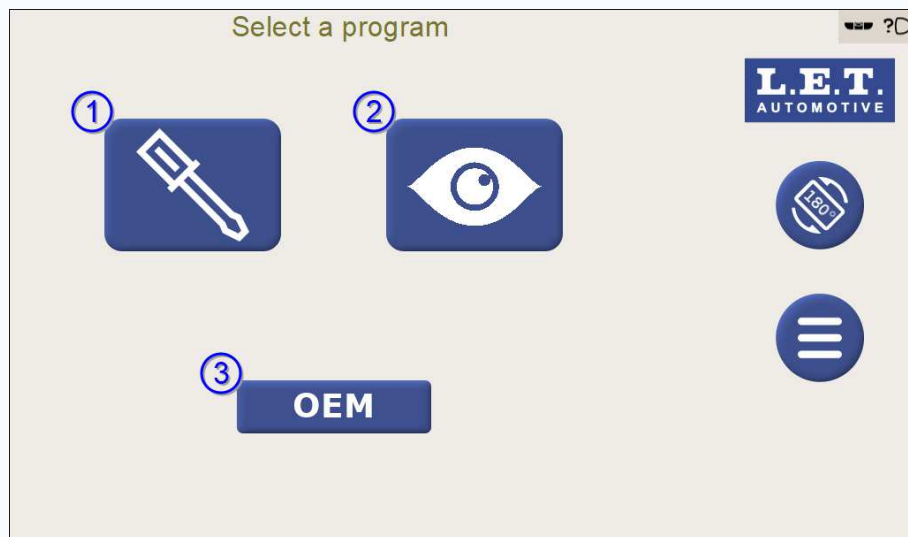 Select a program
?
L.E.T.
AUTOMOTIVE
1
2
180°
3
OEM